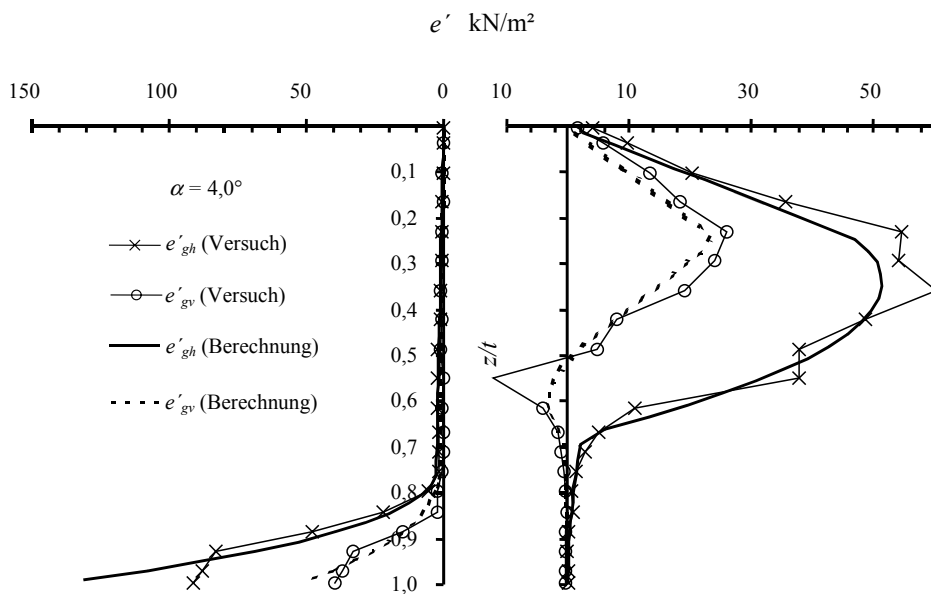 e´ kN/m²
150 100 50 0 10 10 30 50
0,1
α = 4,0°
0,2
e´gh (Versuch)
0,3
e´gv (Versuch)
0,4
e´gh (Berechnung)
0,5
z/t
e´gv (Berechnung)
0,6
0,7
0,8
0,9
1,0